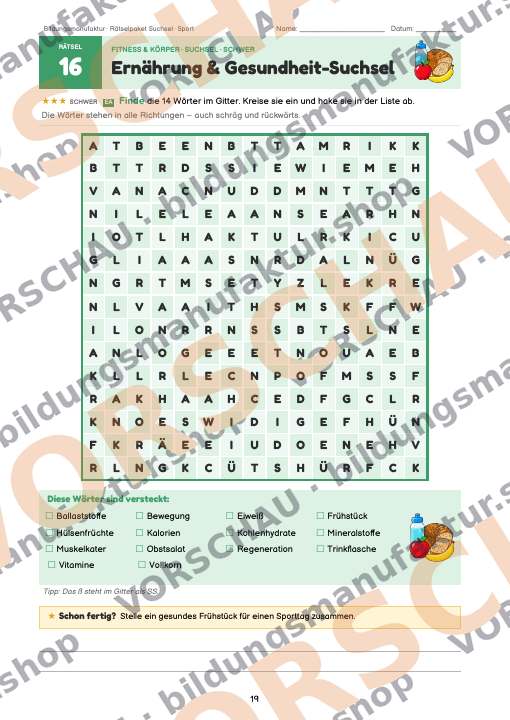 Bildungsmanufaktur · Rätselpaket Suchsel · Sport Name: Datum:
RÄTSEL
16
FITNESS & KÖRPER · SUCHSEL · SCHWER
Ernährung & Gesundheit-Suchsel
★★★ SCHWER EA Finde die 14 Wörter im Gitter. Kreise sie ein und hake sie in der Liste ab.
Die Wörter stehen in alle Richtungen – auch schräg und rückwärts.
A T B E E N B T T A M R I K K
B T T R D S S I E W I E M E H
V A N A C N U D D M N T T T G
N I L E L E A A N S E A R H N
I O T L H A K T U L R K I C U
G L I A A A S N R D A L N Ü G
N G R T M S E T Y Z L E K R E
N L V A A I T H S M S K F F W
I L O N R R N S S B T S L N E
A N L O G E E E T N O U A E B
K L L R L E C N P O F M S S F
R A K H A A H C E D F G C L R
K N O E S W I D I G E F H Ü N
F K R Ä E E I U D O E N E H V
R L N G K C Ü T S H Ü R F C K
Diese Wörter sind versteckt:
☐ Ballaststoffe ☐ Bewegung ☐ Eiweiß ☐ Frühstück
☐ Hülsenfrüchte ☐ Kalorien ☐ Kohlenhydrate ☐ Mineralstoffe
☐ Muskelkater ☐ Obstsalat ☐ Regeneration ☐ Trinkflasche
☐ Vitamine ☐ Vollkorn
Tipp: Das ß steht im Gitter als SS.
★ Schon fertig? Stelle ein gesundes Frühstück für einen Sporttag zusammen.
19
VORSCHAU · bildungsmanufaktur.shop